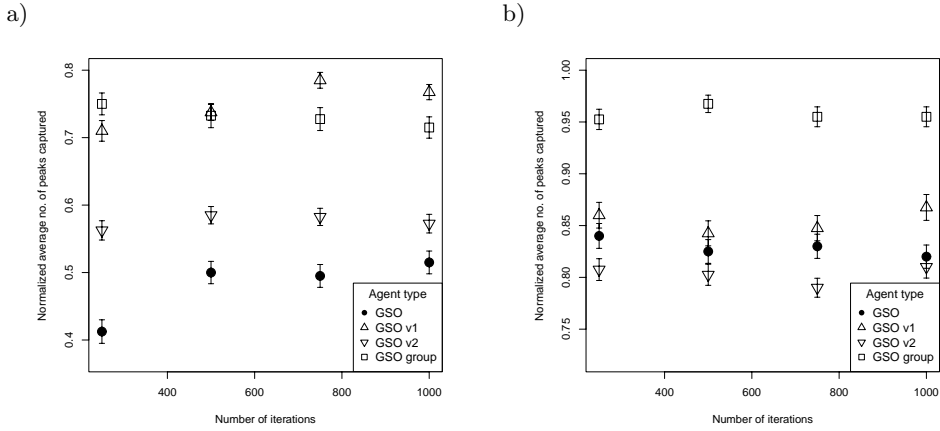 a)
Normalized average no. of peaks captured
0.8
0.7
0.6
0.5
0.4
400 600 800 1000
Number of iterations
Agent type
GSO
GSO v1
GSO v2
GSO group
b)
Normalized average no. of peaks captured
1.00
0.95
0.90
0.85
0.80
0.75
400 600 800 1000
Number of iterations
Agent type
GSO
GSO v1
GSO v2
GSO group